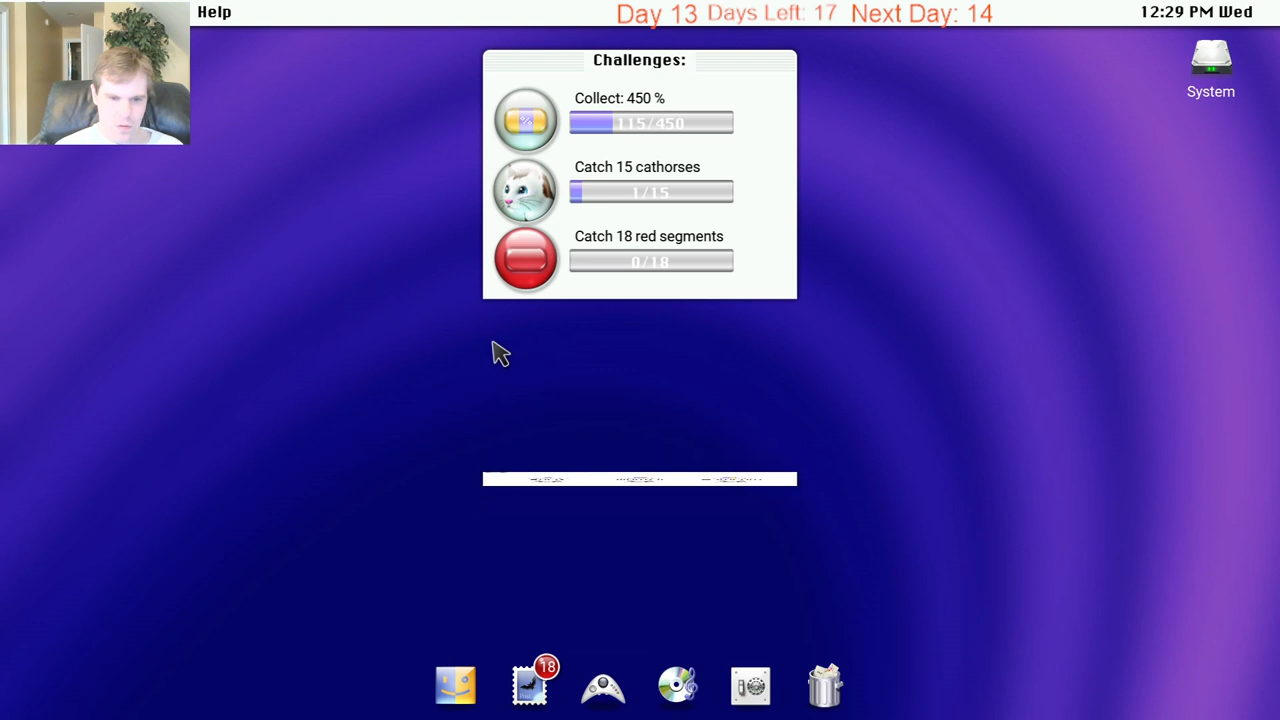 Help
Day 13 Days Left: 17 Next Day: 14
12:29 PM Wed
System
Challenges:
Collect: 450 %
115/450
Catch 15 cathorses
1/15
Catch 18 red segments
0/18
18